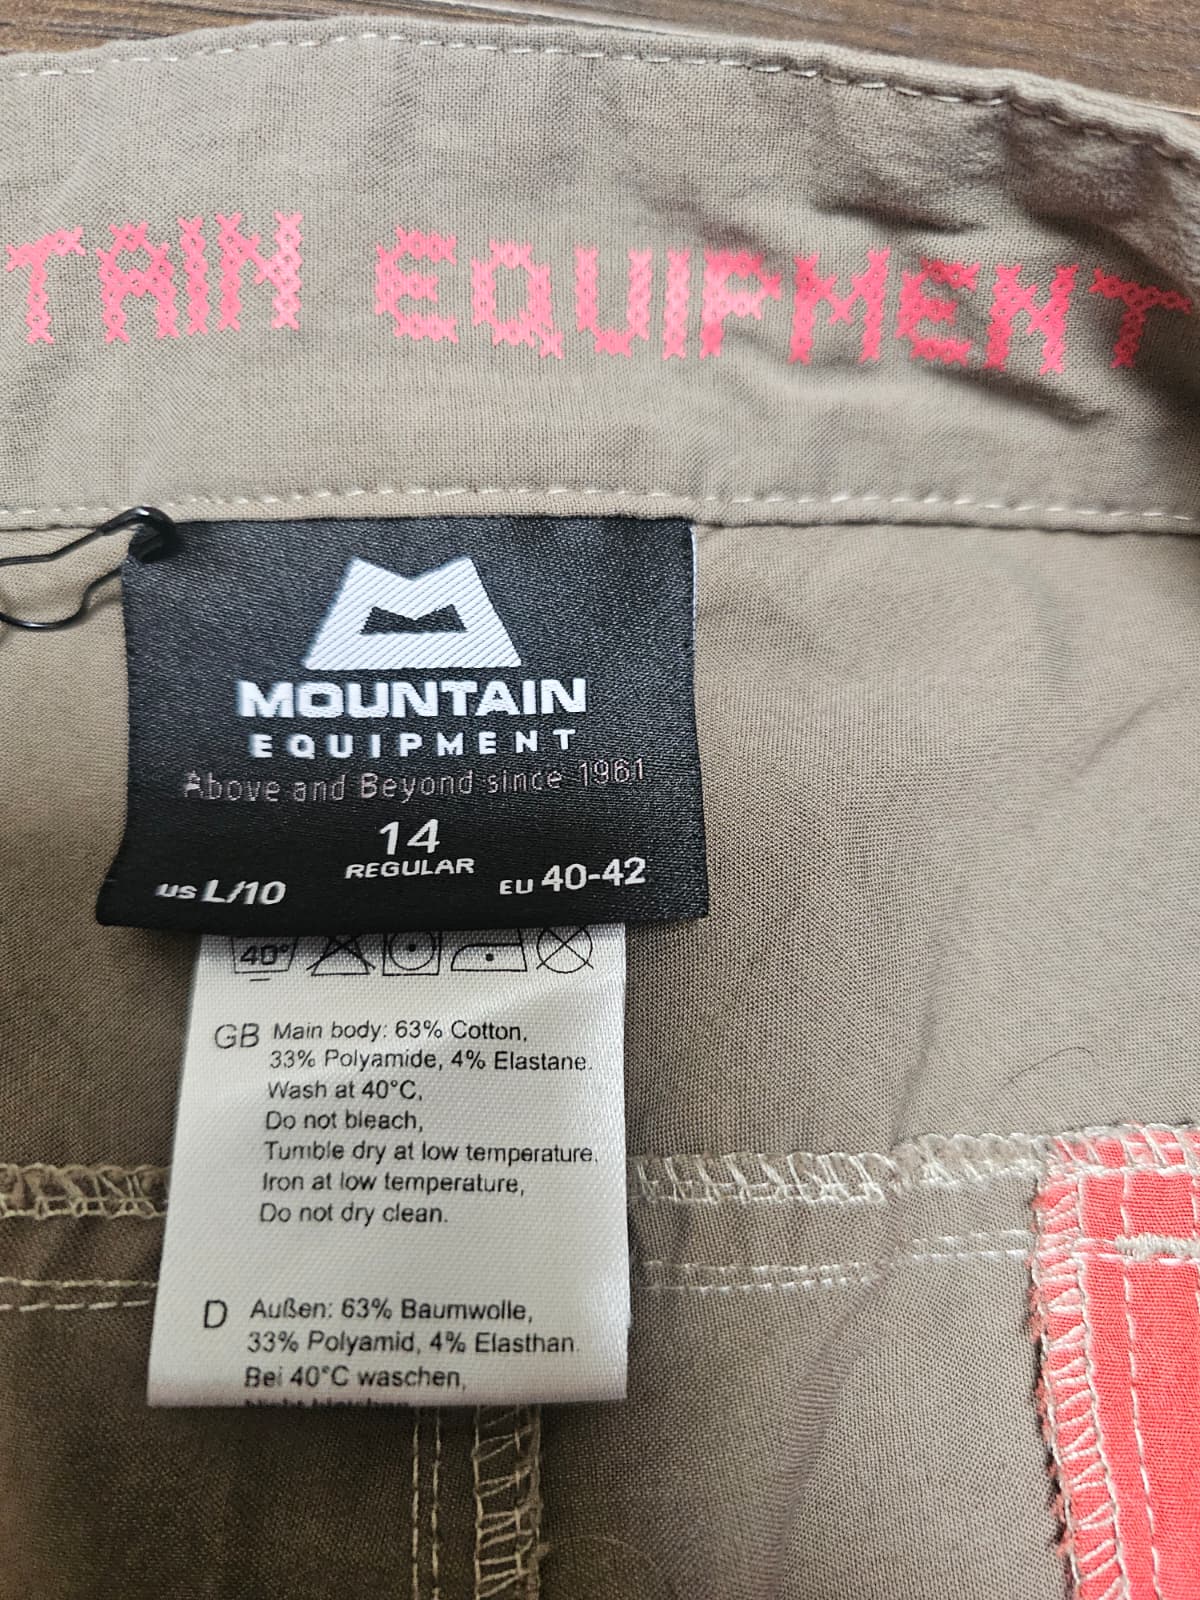 TAIN EQUIPMENT
MOUNTAIN
EQUIPMENT
Above and Beyond since 1961
14
REGULAR
US L/10
EU 40-42
40°
GB Main body: 63% Cotton,
33% Polyamide, 4% Elastane.
Wash at 40°C,
Do not bleach,
Tumble dry at low temperature.
Iron at low temperature,
Do not dry clean.
D Außen: 63% Baumwolle,
33% Polyamid, 4% Elasthan.
Bei 40°C waschen,